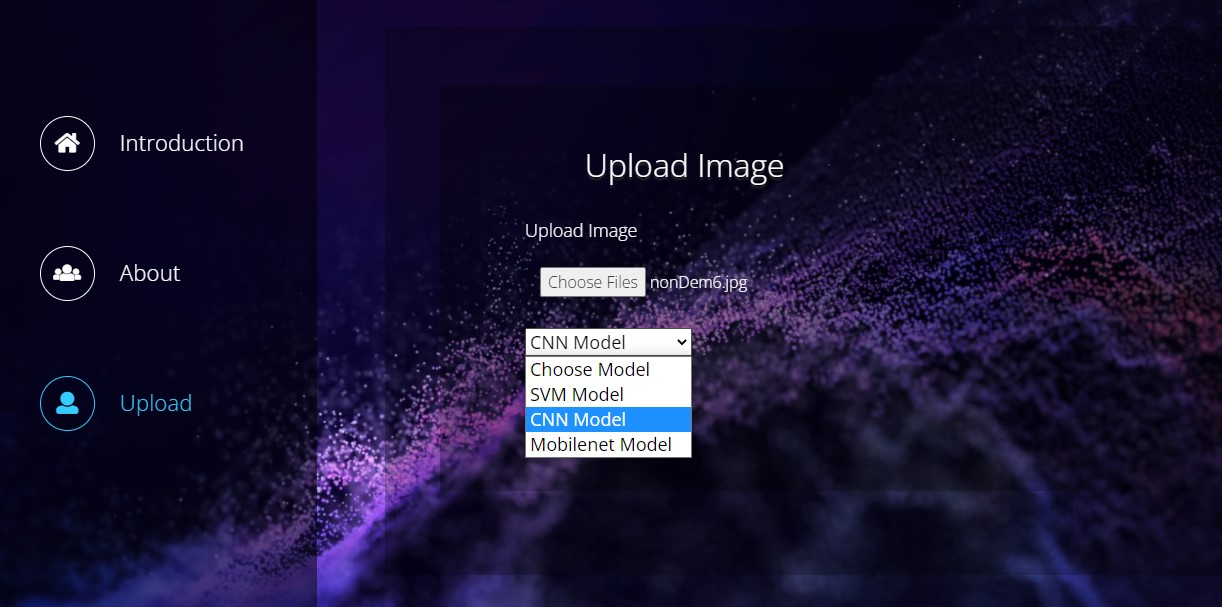 Introduction
About
Upload
Upload Image
Upload Image
Choose Files nonDem6.jpg
CNN Model
Choose Model
SVM Model
CNN Model
Mobilenet Model